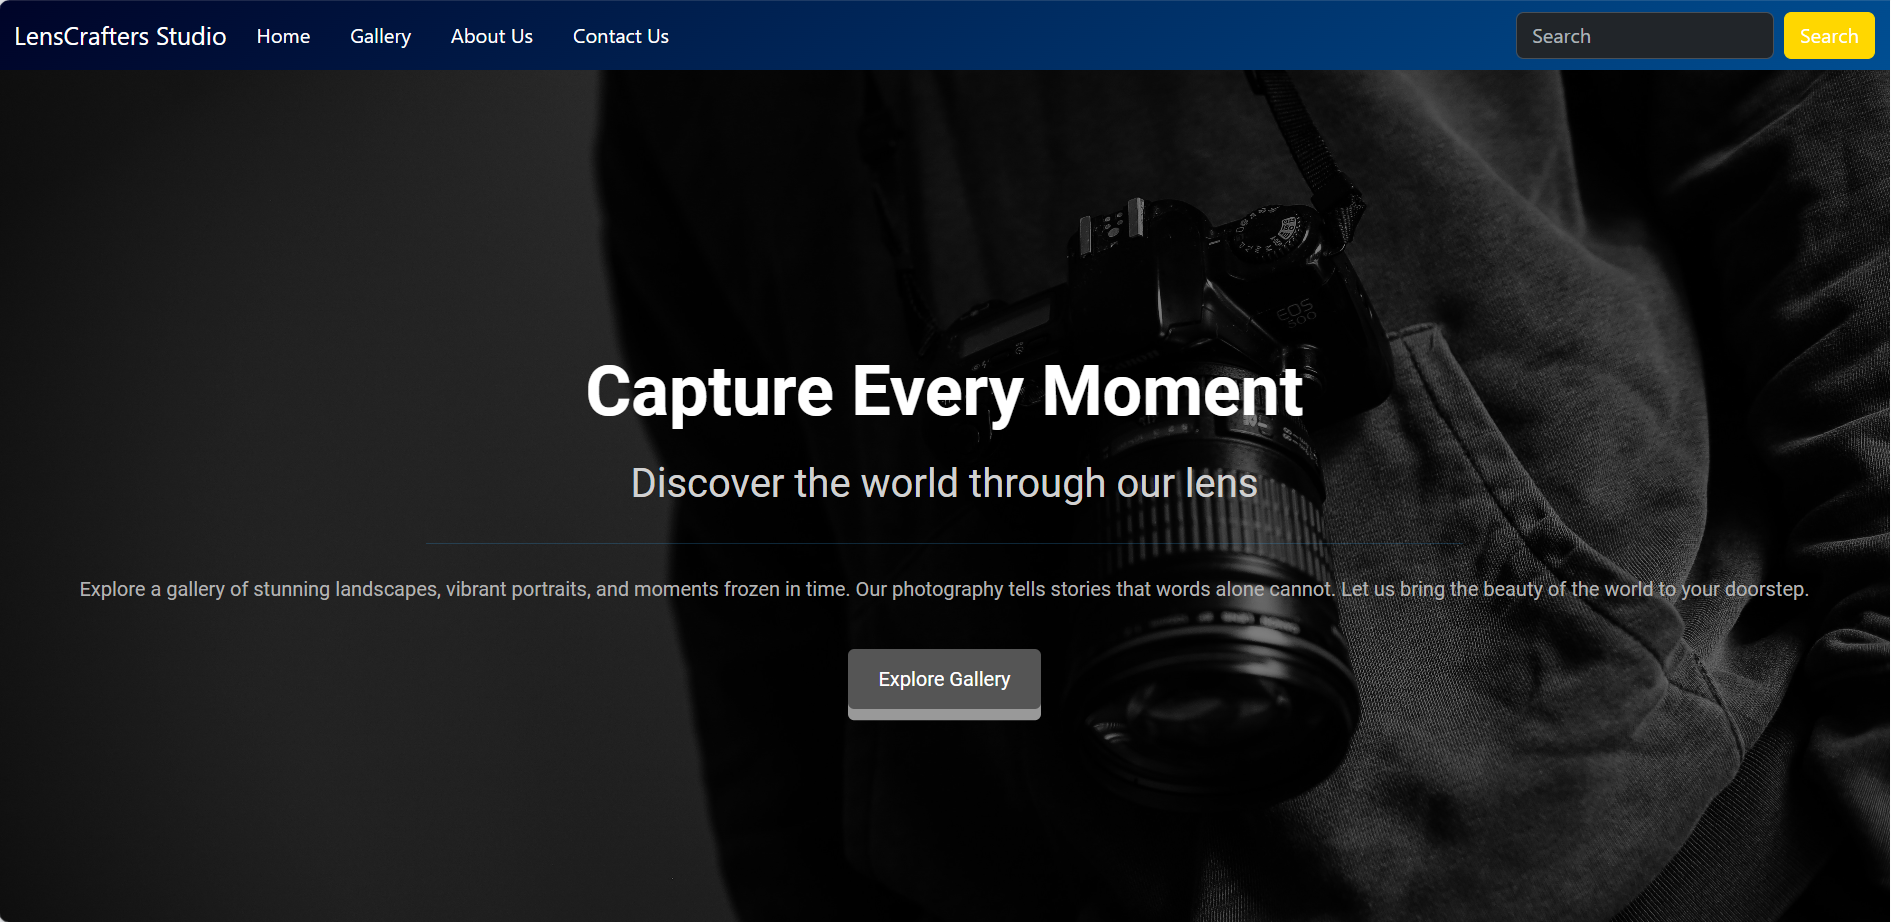 LensCrafters Studio Home Gallery About Us Contact Us Search Search
EOS
Capture Every Moment
Discover the world through our lens
Explore a gallery of stunning landscapes, vibrant portraits, and moments frozen in time. Our photography tells stories that words alone cannot. Let us bring the beauty of the world to your doorstep.
Explore Gallery